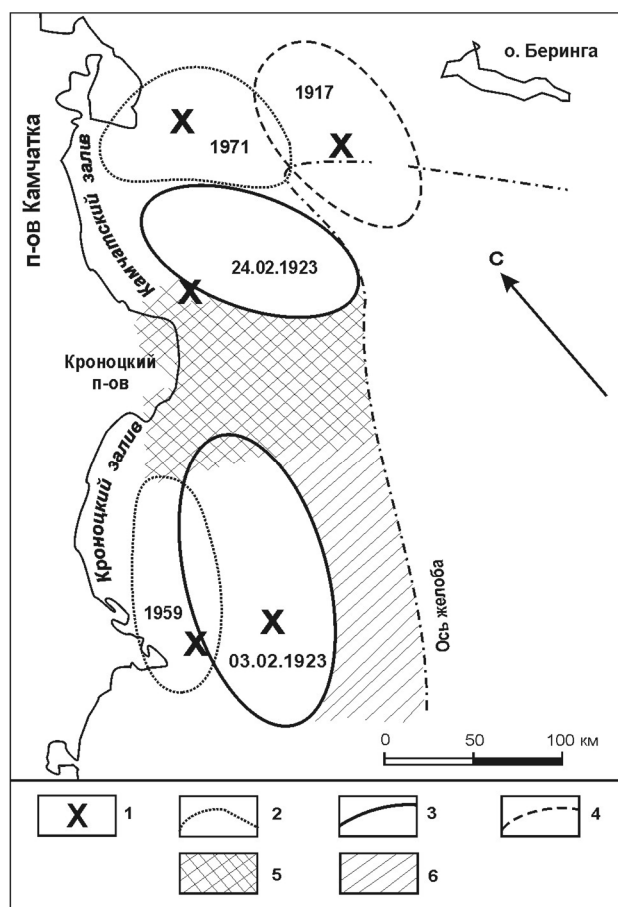 о. Беринга
1917
1971
п-ов Камчатка
Камчатский залив
24.02.1923
С
Кроноцкий
п-ов
Кроноцкий залив
1959
03.02.1923
Ось желоба
0 50 100 км
X 1 2 3 4
5 6